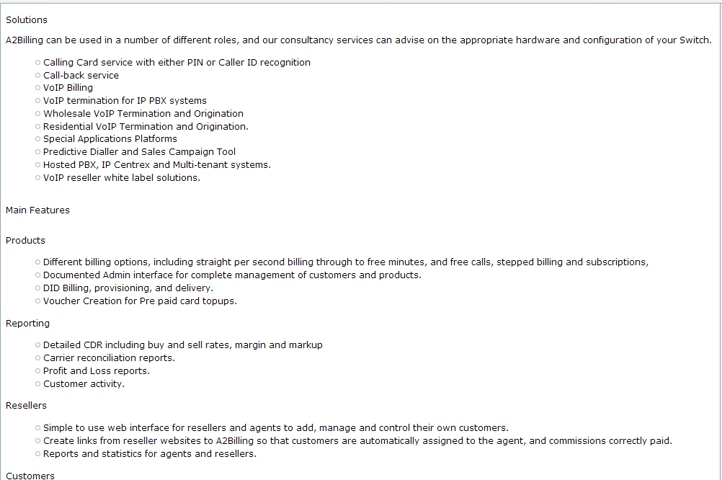 Solutions
A2Billing can be used in a number of different roles, and our consultancy services can advise on the appropriate hardware and configuration of your Switch.
Calling Card service with either PIN or Caller ID recognition
Call-back service
VoIP Billing
VoIP termination for IP PBX systems
Wholesale VoIP Termination and Origination
Residential VoIP Termination and Origination.
Special Applications Platforms
Predictive Dialler and Sales Campaign Tool
Hosted PBX, IP Centrex and Multi-tenant systems.
VoIP reseller white label solutions.
Main Features
Products
Different billing options, including straight per second billing through to free minutes, and free calls, stepped billing and subscriptions,
Documented Admin interface for complete management of customers and products.
DID Billing, provisioning, and delivery.
Voucher Creation for Pre paid card topups.
Reporting
Detailed CDR including buy and sell rates, margin and markup
Carrier reconciliation reports.
Profit and Loss reports.
Customer activity.
Resellers
Simple to use web interface for resellers and agents to add, manage and control their own customers.
Create links from reseller websites to A2Billing so that customers are automatically assigned to the agent, and commissions correctly paid.
Reports and statistics for agents and resellers.
Customers